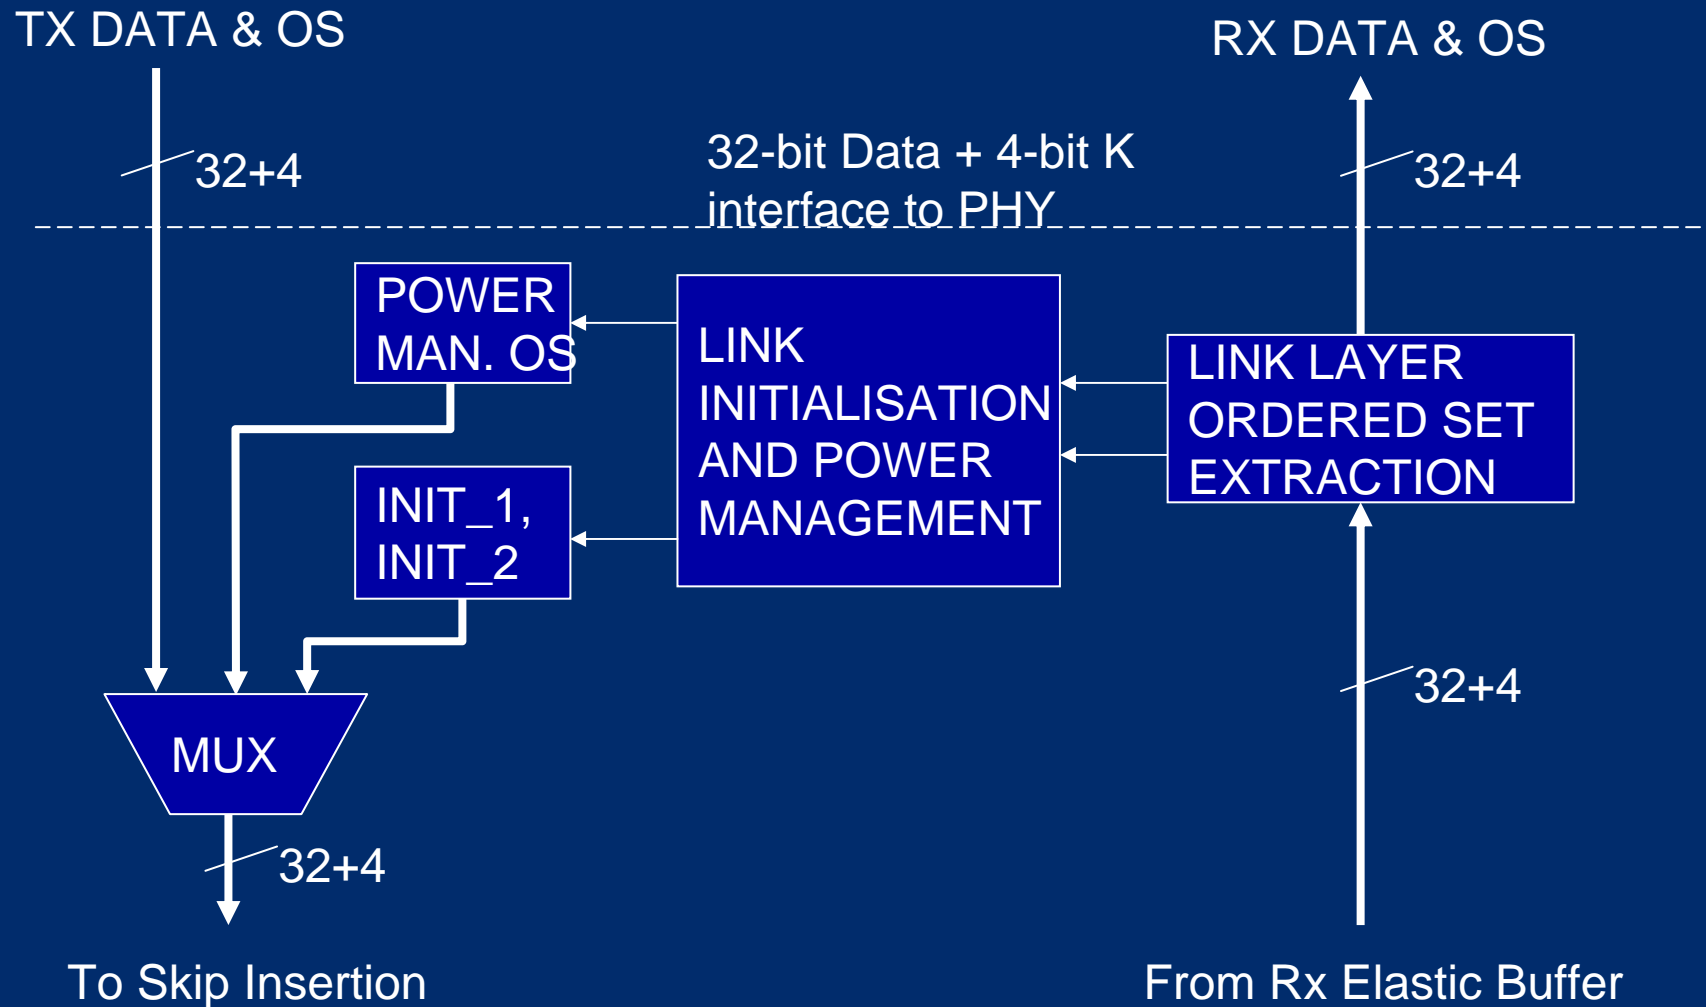 TX DATA & OS
RX DATA & OS
32-bit Data + 4-bit K
interface to PHY
32+4
32+4
POWER
MAN. OS
LINK
INITIALISATION
AND POWER
MANAGEMENT
LINK LAYER
ORDERED SET
EXTRACTION
INIT_1,
INIT_2
32+4
MUX
32+4
To Skip Insertion
From Rx Elastic Buffer